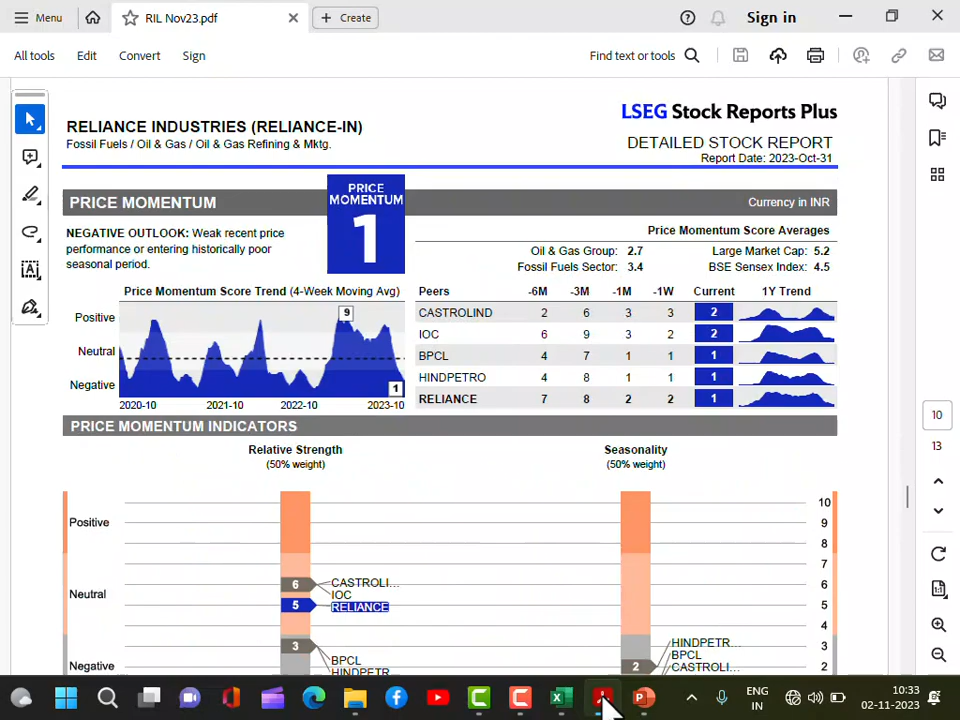 Menu
RIL Nov23.pdf
Create
Sign in
All tools
Edit
Convert
Sign
Find text or tools
RELIANCE INDUSTRIES (RELIANCE-IN)
Fossil Fuels / Oil & Gas / Oil & Gas Refining & Mktg.
LSEG Stock Reports Plus
DETAILED STOCK REPORT
Report Date: 2023-Oct-31
PRICE MOMENTUM
PRICE
MOMENTUM
1
Currency in INR
NEGATIVE OUTLOOK: Weak recent price
performance or entering historically poor
seasonal period.
Price Momentum Score Averages
Oil & Gas Group: 2.7 Large Market Cap: 5.2
Fossil Fuels Sector: 3.4 BSE Sensex Index: 4.5
Price Momentum Score Trend (4-Week Moving Avg)
Positive
Neutral
Negative
9
1
2020-10 2021-10 2022-10 2023-10
Peers -6M -3M -1M -1W Current 1Y Trend
CASTROLIND 2 6 3 3 2
IOC 6 9 3 2 2
BPCL 4 7 1 1 1
HINDPETRO 4 8 1 1 1
RELIANCE 7 8 2 2 1
PRICE MOMENTUM INDICATORS
Relative Strength
(50% weight)
Seasonality
(50% weight)
Positive
Neutral
Negative
6 CASTROLI...
IOC
5 RELIANCE
3 BPCL
HINDPETR...
HINDPETR...
BPCL
2 CASTROLI...
10
9
8
7
6
5
4
3
2
10
13
ENG
IN
10:33
02-11-2023